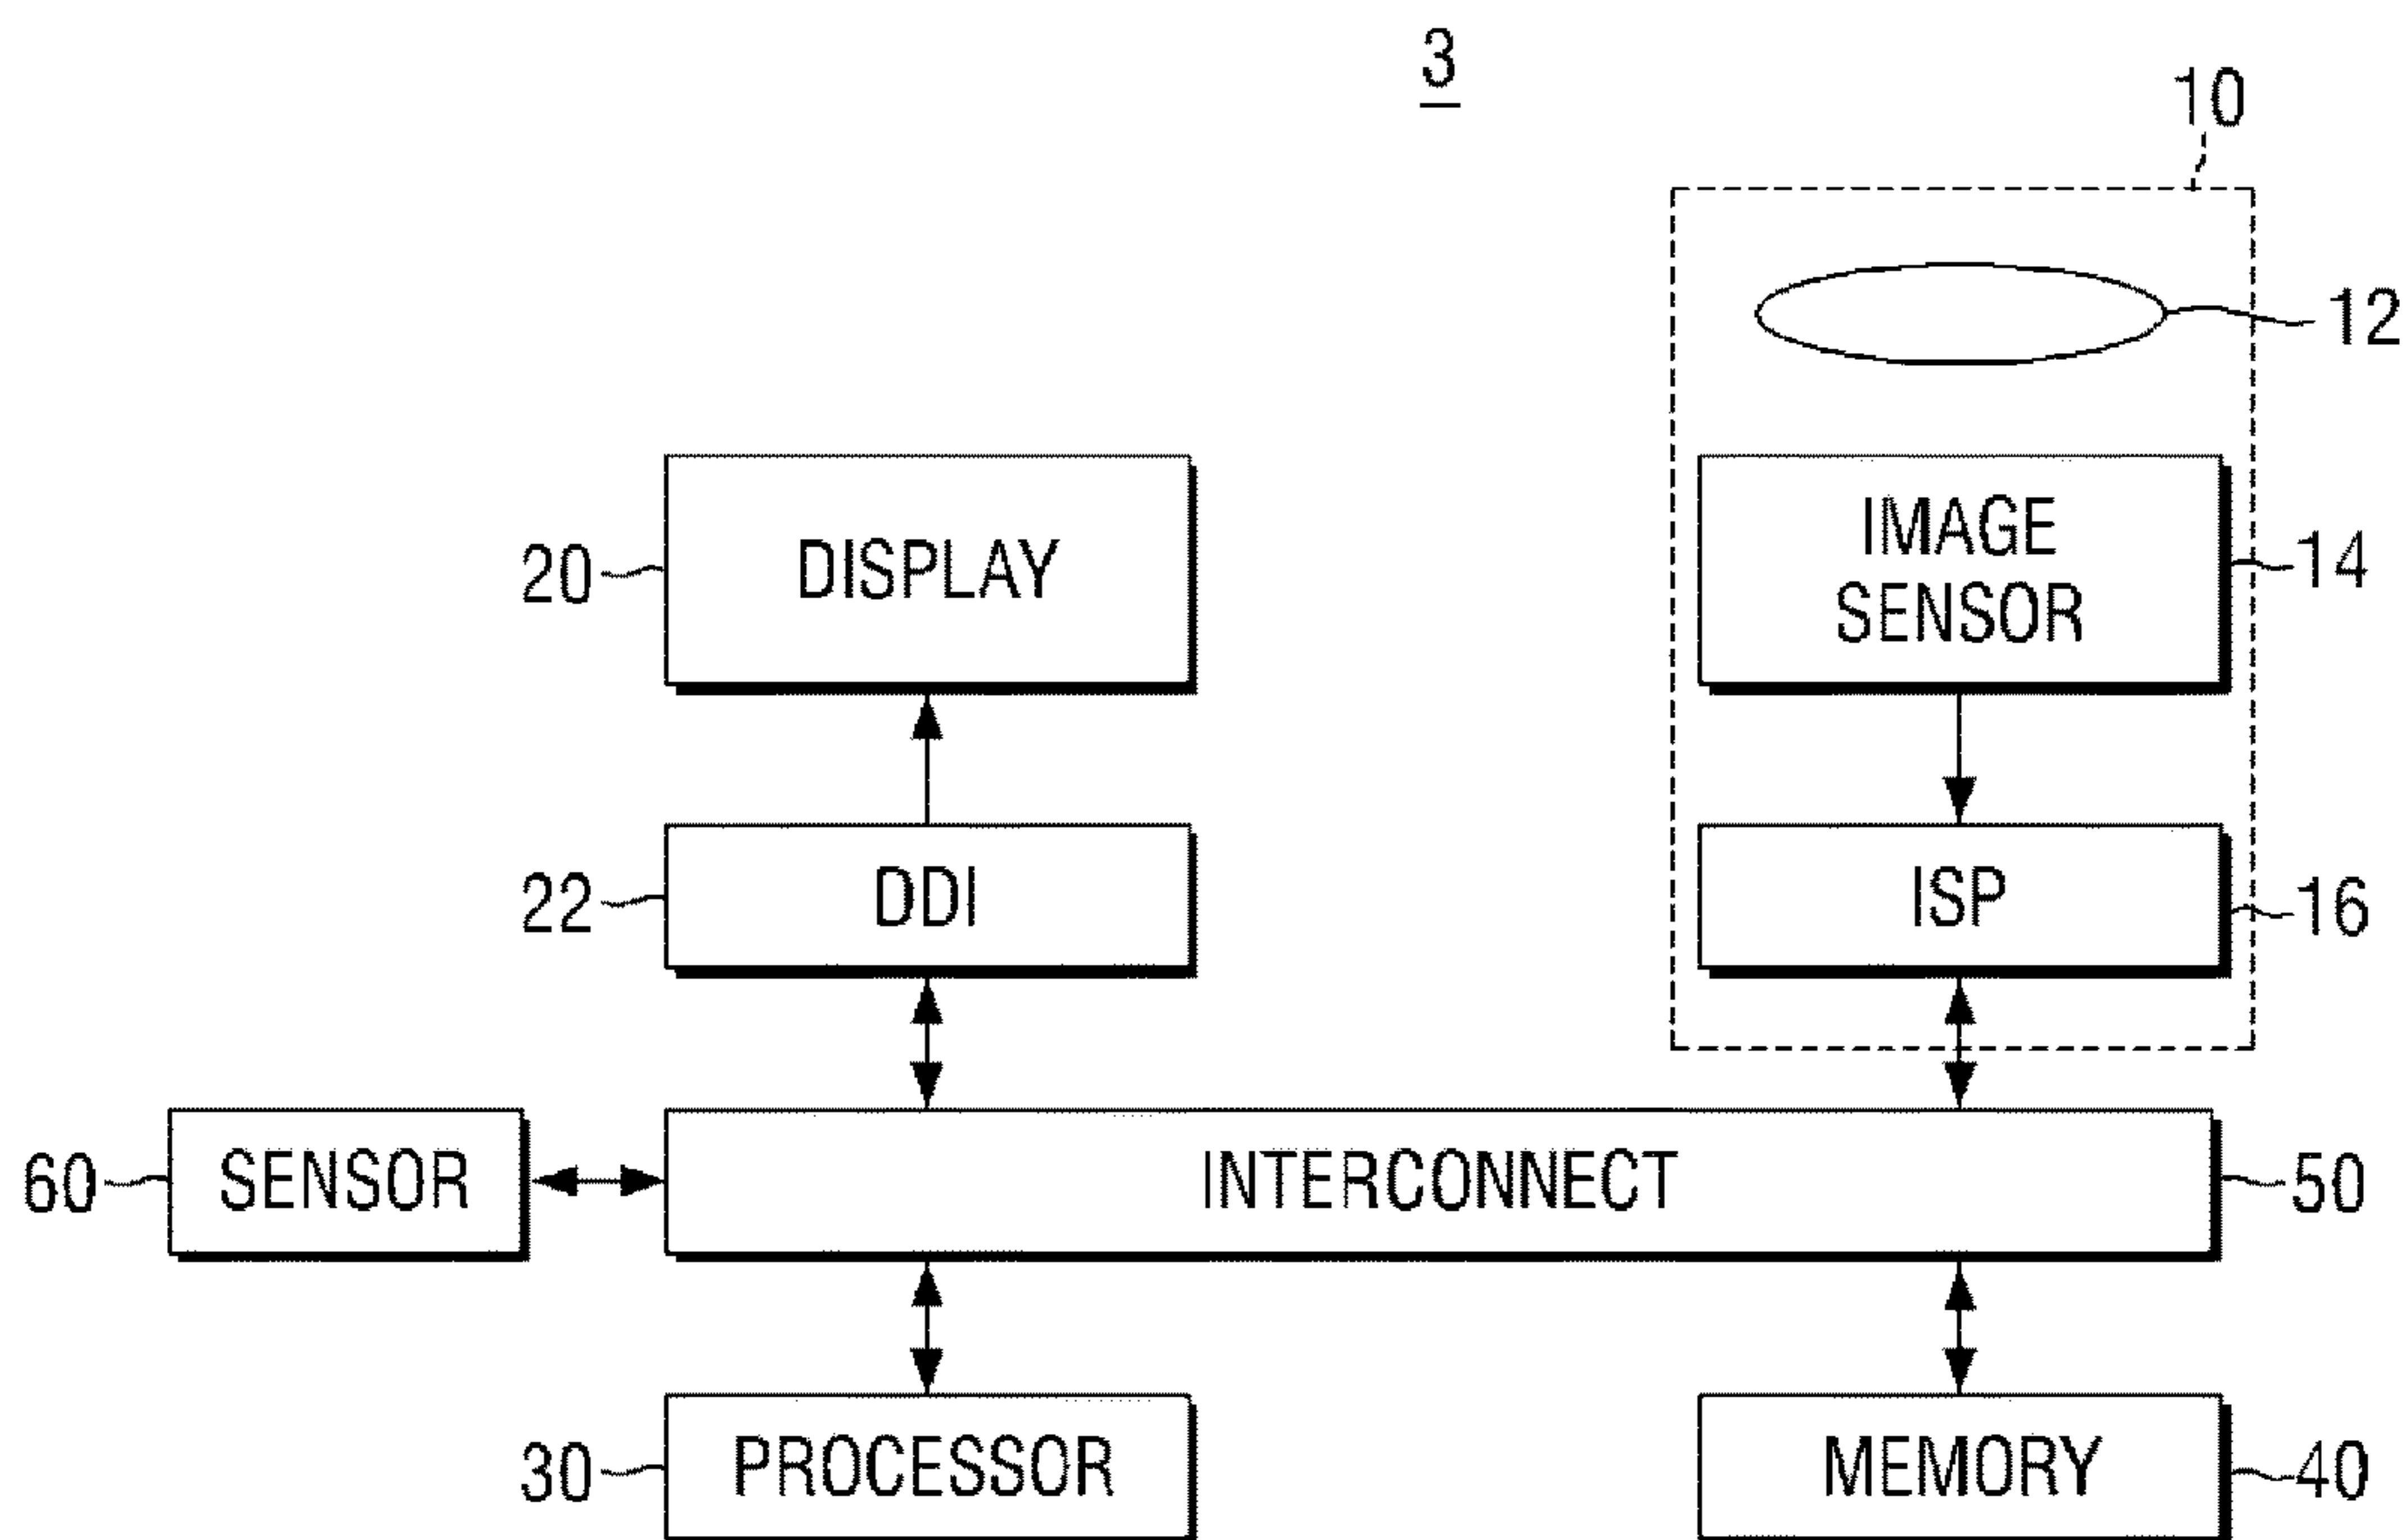 3
10
12
DISPLAY
20
IMAGE
SENSOR
14
DDI
22
ISP
16
60
SENSOR
INTERCONNECT
50
30
PROCESSOR
MEMORY
40